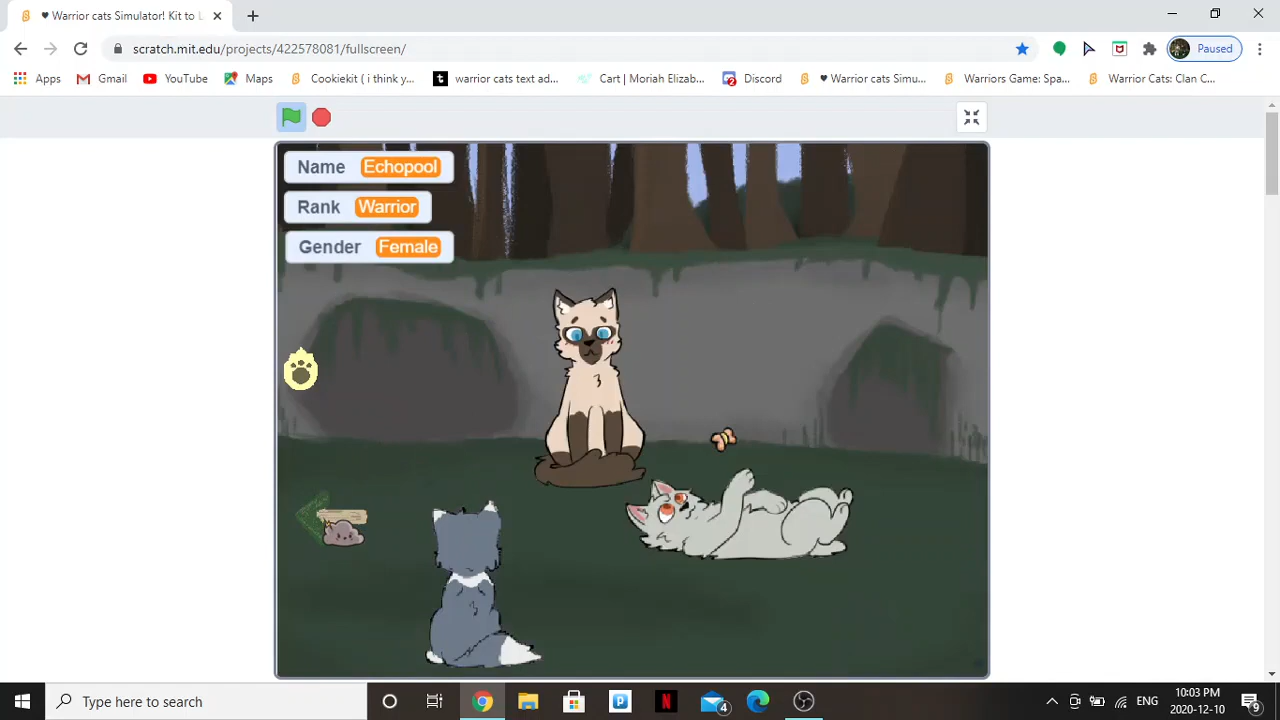 ♥ Warrior cats Simulator! Kit to L
scratch.mit.edu/projects/422578081/fullscreen/
Paused
Apps
Gmail
YouTube
Maps
Cookiekit ( i think y...
warrior cats text ad...
Cart | Moriah Elizab...
Discord
♥ Warrior cats Simu...
Warriors Game: Spa...
Warrior Cats: Clan C...
Name Echopool
Rank Warrior
Gender Female
Type here to search
4
ENG
10:03 PM
2020-12-10
9